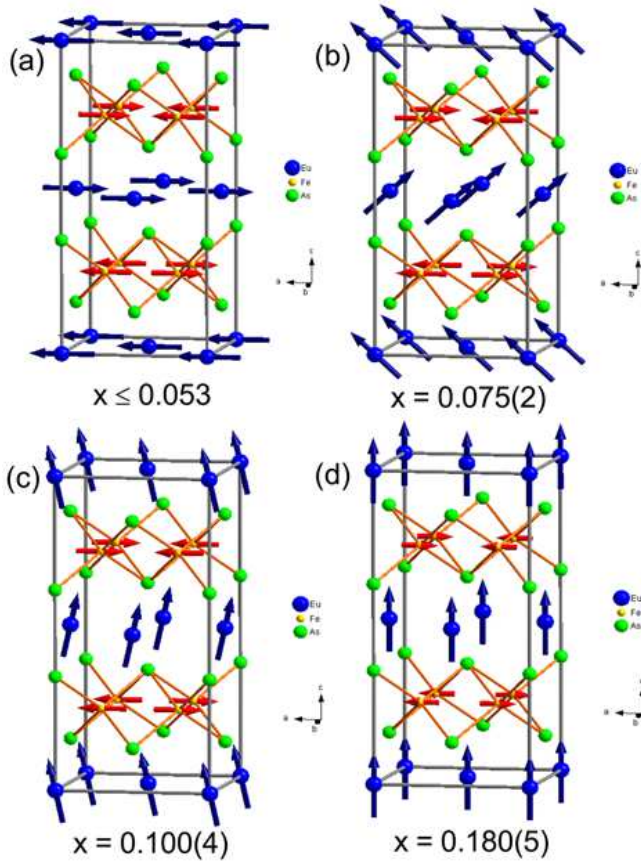 (a)
Eu
Fe
As
c
a
b
x ≤ 0.053
(b)
Eu
Fe
As
c
a
b
x = 0.075(2)
(c)
Eu
Fe
As
c
a
b
x = 0.100(4)
(d)
Eu
Fe
As
a
b
x = 0.180(5)